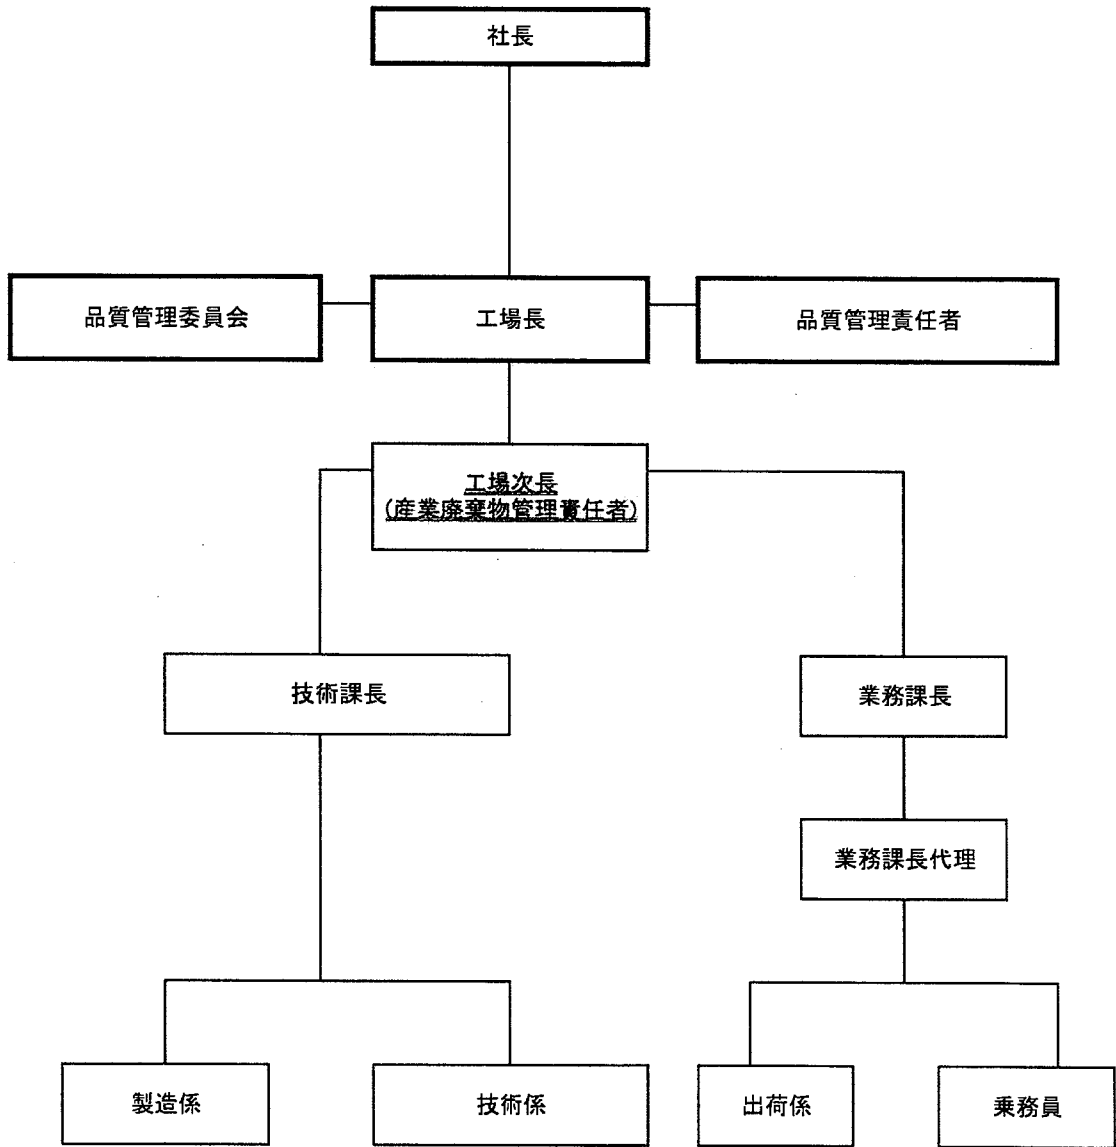 社長
品質管理委員会
工場長
品質管理責任者
工場次長
(産業廃棄物管理責任者)
技術課長
業務課長
業務課長代理
製造係
技術係
出荷係
乗務員